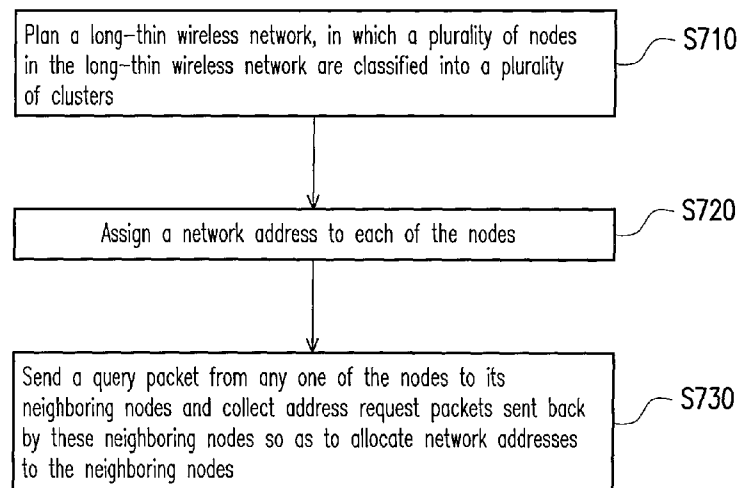 Plan a long-thin wireless network, in which a plurality of nodes
in the long-thin wireless network are classified into a plurality
of clusters
S710
Assign a network address to each of the nodes
S720
Send a query packet from any one of the nodes to its
neighboring nodes and collect address request packets sent back
by these neighboring nodes so as to allocate network addresses
to the neighboring nodes
S730